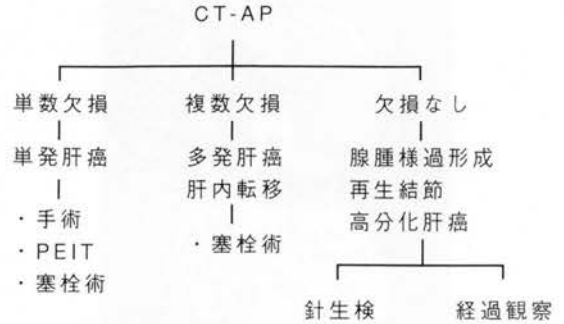 CT-AP
単数欠損
単発肝癌
・手術
・PEIT
・塞栓術
複数欠損
多発肝癌
肝内転移
・塞栓術
欠損なし
腺腫様過形成
再生結節
高分化肝癌
針生検
経過観察